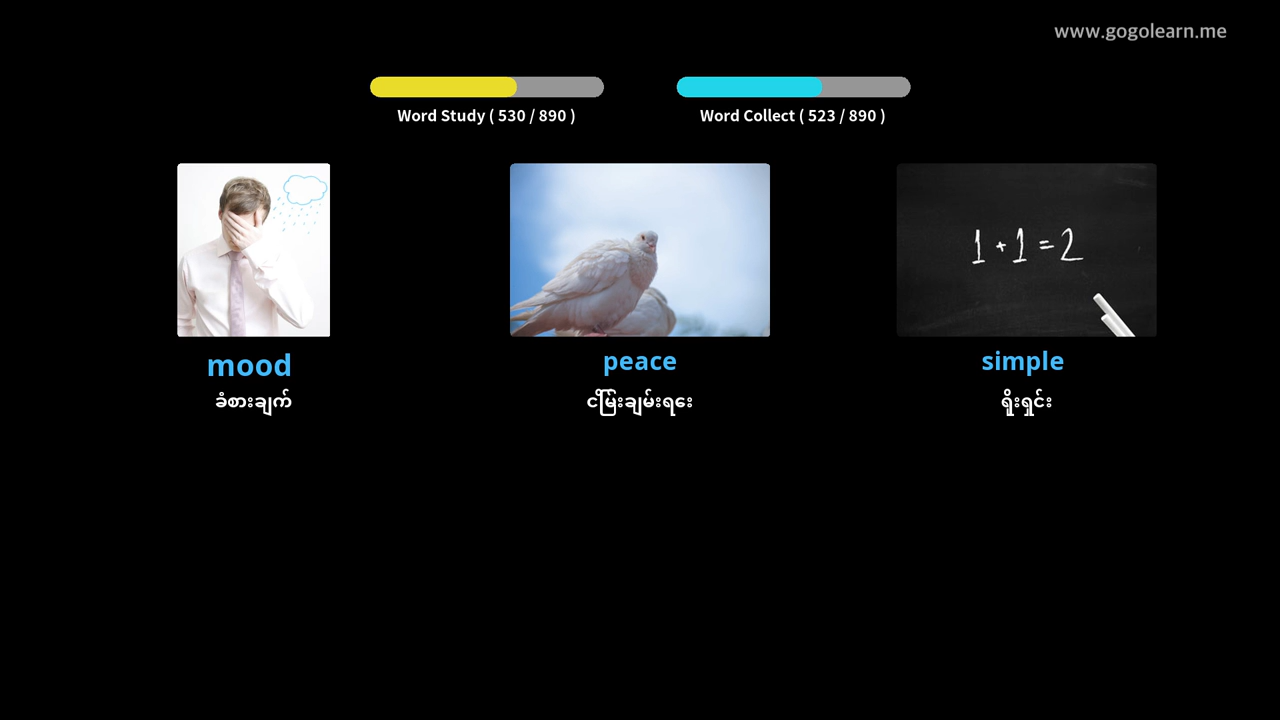 www.gogolearn.me
Word Study ( 530 / 890 )
Word Collect ( 523 / 890 )
1 + 1 = 2
mood
peace
simple
ခံစားချက်
ငြိမ်းချမ်းရေး
ရိုးရှင်း